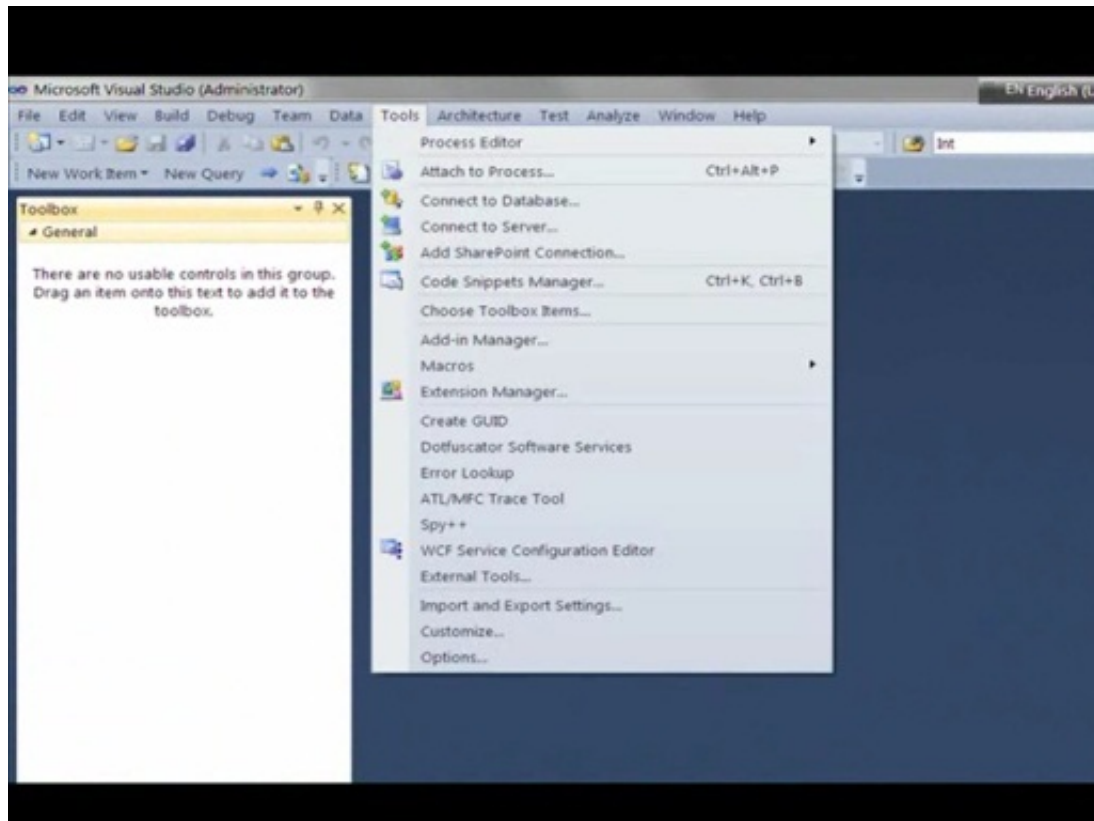 Microsoft Visual Studio (Administrator)
EN English (U
File Edit View Build Debug Team Data Tools Architecture Test Analyze Window Help
Int
New Work Item New Query
Toolbox
General
There are no usable controls in this group.
Drag an item onto this text to add it to the
toolbox.
Process Editor
Attach to Process... Ctrl+Alt+P
Connect to Database...
Connect to Server...
Add SharePoint Connection...
Code Snippets Manager... Ctrl+K, Ctrl+B
Choose Toolbox Items...
Add-in Manager...
Macros
Extension Manager...
Create GUID
Dotfuscator Software Services
Error Lookup
ATL/MFC Trace Tool
Spy++
WCF Service Configuration Editor
External Tools...
Import and Export Settings...
Customize...
Options...